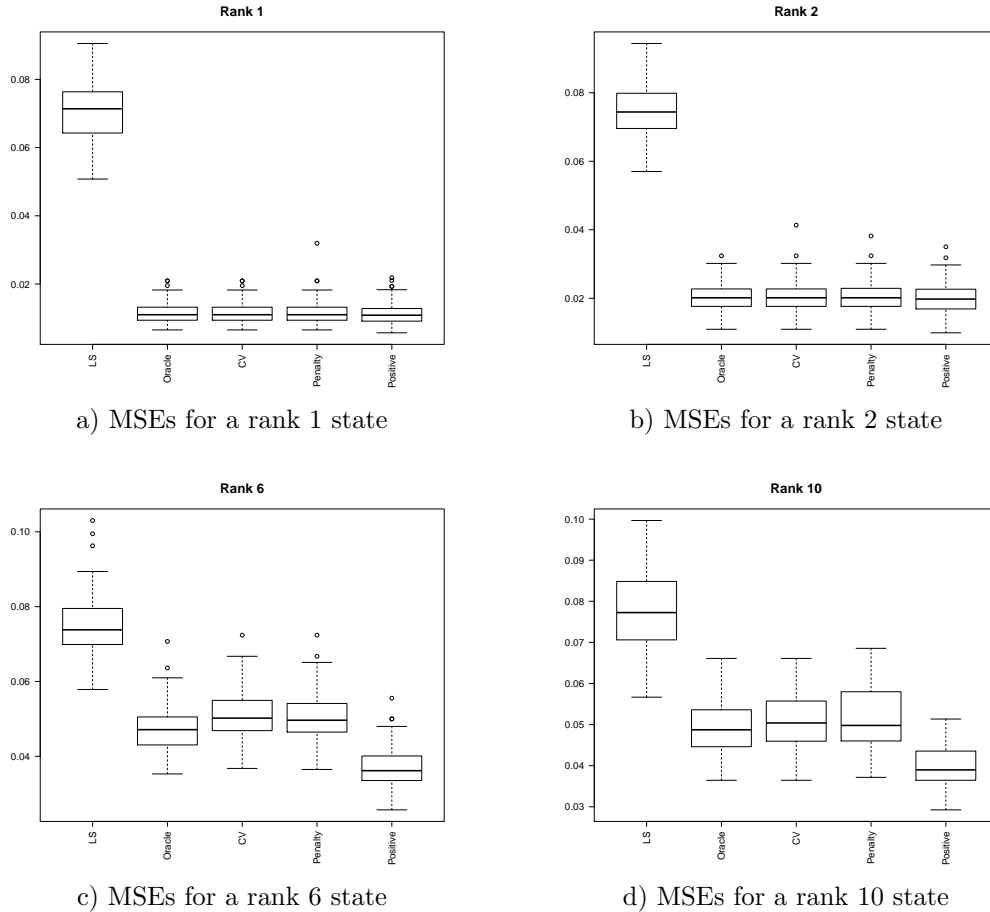 Rank 1
0.08
0.06
0.04
0.02
LS
Oracle
CV
Penalty
Positive
a) MSEs for a rank 1 state
Rank 2
0.08
0.06
0.04
0.02
LS
Oracle
CV
Penalty
Positive
b) MSEs for a rank 2 state
Rank 6
0.10
0.08
0.06
0.04
LS
Oracle
CV
Penalty
Positive
c) MSEs for a rank 6 state
Rank 10
0.10
0.09
0.08
0.07
0.06
0.05
0.04
0.03
LS
Oracle
CV
Penalty
Positive
d) MSEs for a rank 10 state